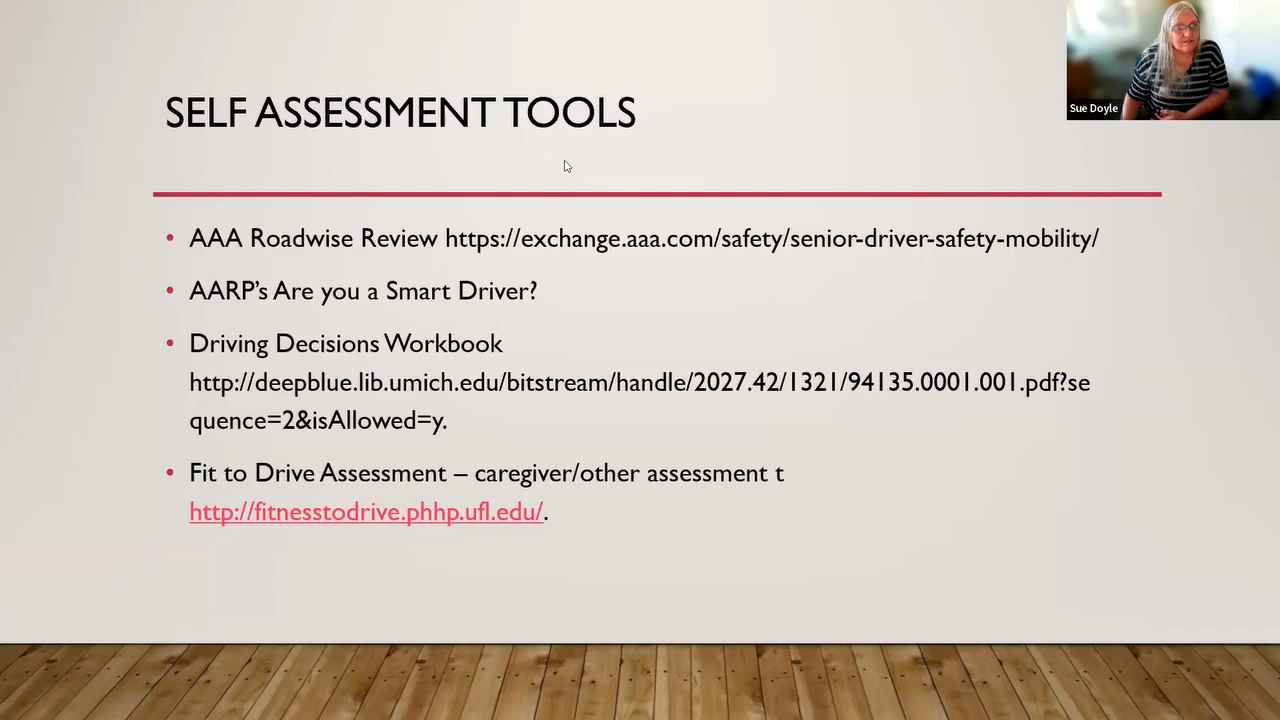 Sue Doyle
SELF ASSESSMENT TOOLS
• AAA Roadwise Review https://exchange.aaa.com/safety/senior-driver-safety-mobility/
• AARP's Are you a Smart Driver?
• Driving Decisions Workbook
http://deepblue.lib.umich.edu/bitstream/handle/2027.42/1321/94135.0001.001.pdf?se
quence=2&isAllowed=y.
• Fit to Drive Assessment – caregiver/other assessment t
http://fitnesstodrive.phhp.ufl.edu/.